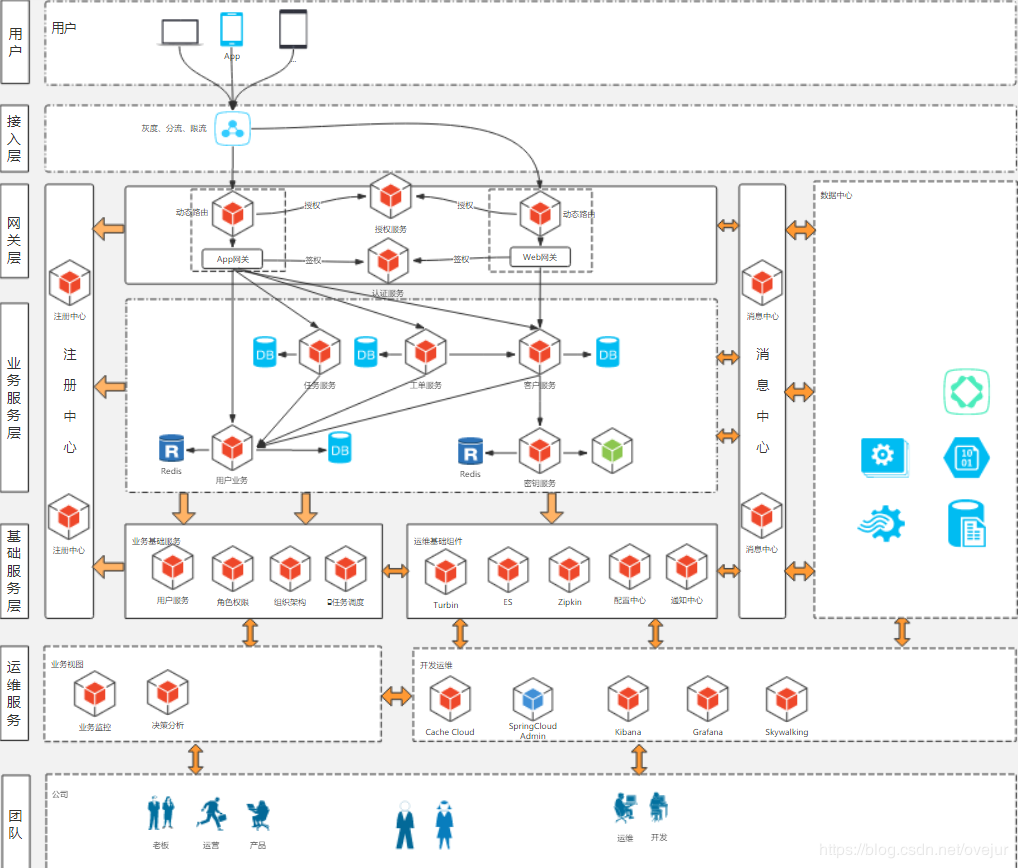 用户
用户
App
...
接入层
灰度、分流、限流
网关层
动态路由
授权
授权服务
授权
动态路由
App网关
签权
签权
Web网关
认证服务
数据中心
注册中心
消息中心
业务服务层
注册中心
消息中心
DB
DB
DB
任务服务
工单服务
客户服务
R
Redis
DB
用户业务
R
Redis
密钥服务
10
01
注册中心
消息中心
基础服务层
业务基础服务
用户服务
角色权限
组织架构
任务调度
运维基础组件
Turbin
ES
Zipkin
配置中心
通知中心
运维服务
业务视图
业务监控
决策分析
开发运维
Cache Cloud
SpringCloud
Admin
Kibana
Grafana
Skywalking
团队
公司
老板
运营
产品
运维
开发
https://blog.csdn.net/ovejur